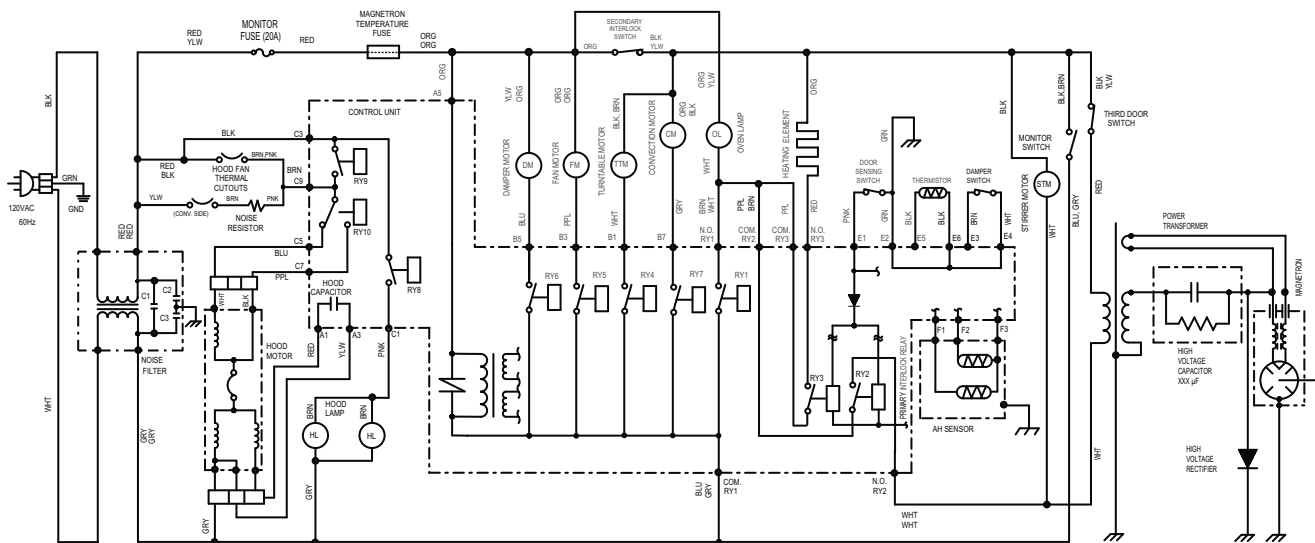 RED
YLW
MONITOR
FUSE (20A)
RED
MAGNETRON
TEMPERATURE
FUSE
ORG
ORG
ORG
SECONDARY
INTERLOCK
SWITCH
BLK
YLW
BLK
ORG
A5
YLW
ORG
ORG
ORG
BLK, BRN
ORG
BLK
ORG
YLW
ORG
BLK
BLK,BRN
BLK
YLW
THIRD DOOR
SWITCH
CONTROL UNIT
BLK
C3
RED
BLK
BRN,PNK
HOOD FAN
THERMAL
CUTOUTS
BRN
C9
RY9
YLW
BRN
PNK
(CONV. SIDE)
NOISE
RESISTOR
RY10
GRN
GND
120VAC
60Hz
RED
RED
C5
BLU
C7
PPL
DAMPER MOTOR
DM
FAN MOTOR
FM
TURNTABLE MOTOR
TTM
CONVECTION MOTOR
CM
OL
OVEN LAMP
HEATING ELEMENT
DOOR
SENSING
SWITCH
GRN
THERMISTOR
DAMPER
SWITCH
MONITOR
SWITCH
STM
STIRRER MOTOR
BLU
PPL
WHT
GRY
BRN
WHT
WHT
PPL
BRN
PPL
RED
PNK
GRN
BLK
BLK
BRN
WHT
WHT
BLU, GRY
RED
B5
B3
B1
B7
N.O.
RY1
COM.
RY2
COM.
RY3
N.O.
RY3
E1
E2
E5
E6
E3
E4
POWER
TRANSFORMER
C1
C2
C3
NOISE
FILTER
WHT
BLK
HOOD
MOTOR
HOOD
CAPACITOR
RY8
A1
A3
C1
RED
YLW
PNK
RY6
RY5
RY4
RY7
RY1
RY3
RY2
PRIMARY INTERLOCK RELAY
F1
F2
F3
AH SENSOR
HIGH
VOLTAGE
CAPACITOR
XXX µF
MAGNETRON
WHT
GRY
GRY
BRN
HOOD
LAMP
BRN
HL
HL
GRY
GRY
BLU
GRY
COM.
RY1
N.O.
RY2
WHT
WHT
WHT
HIGH
VOLTAGE
RECTIFIER